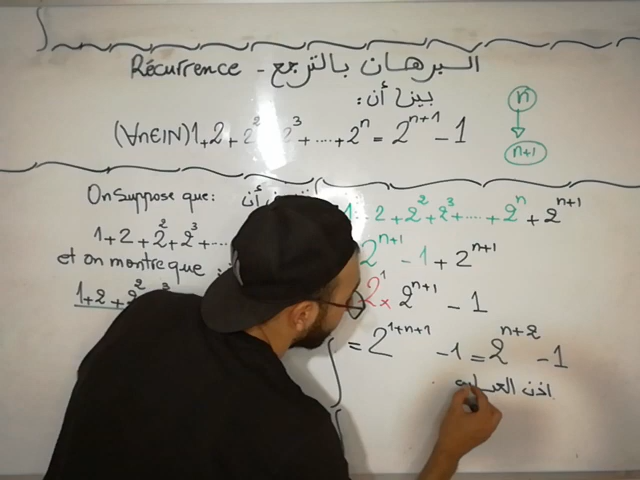 البرهان بالترجع - Récurrence
بين أن:
(∀n∈IN) 1+2+2² 2³+....+2ⁿ = 2ⁿ⁺¹ - 1
n
n+1
On suppose que:
1+2+2²+2³+...
et on montre que :
1+2+2²
أن
1 2+2²+2³+....+2ⁿ+2ⁿ⁺¹
2ⁿ⁺¹ - 1 + 2ⁿ⁺¹
2¹ × 2ⁿ⁺¹ - 1
= 2¹⁺ⁿ⁺¹ - 1 = 2ⁿ⁺² - 1
اذن